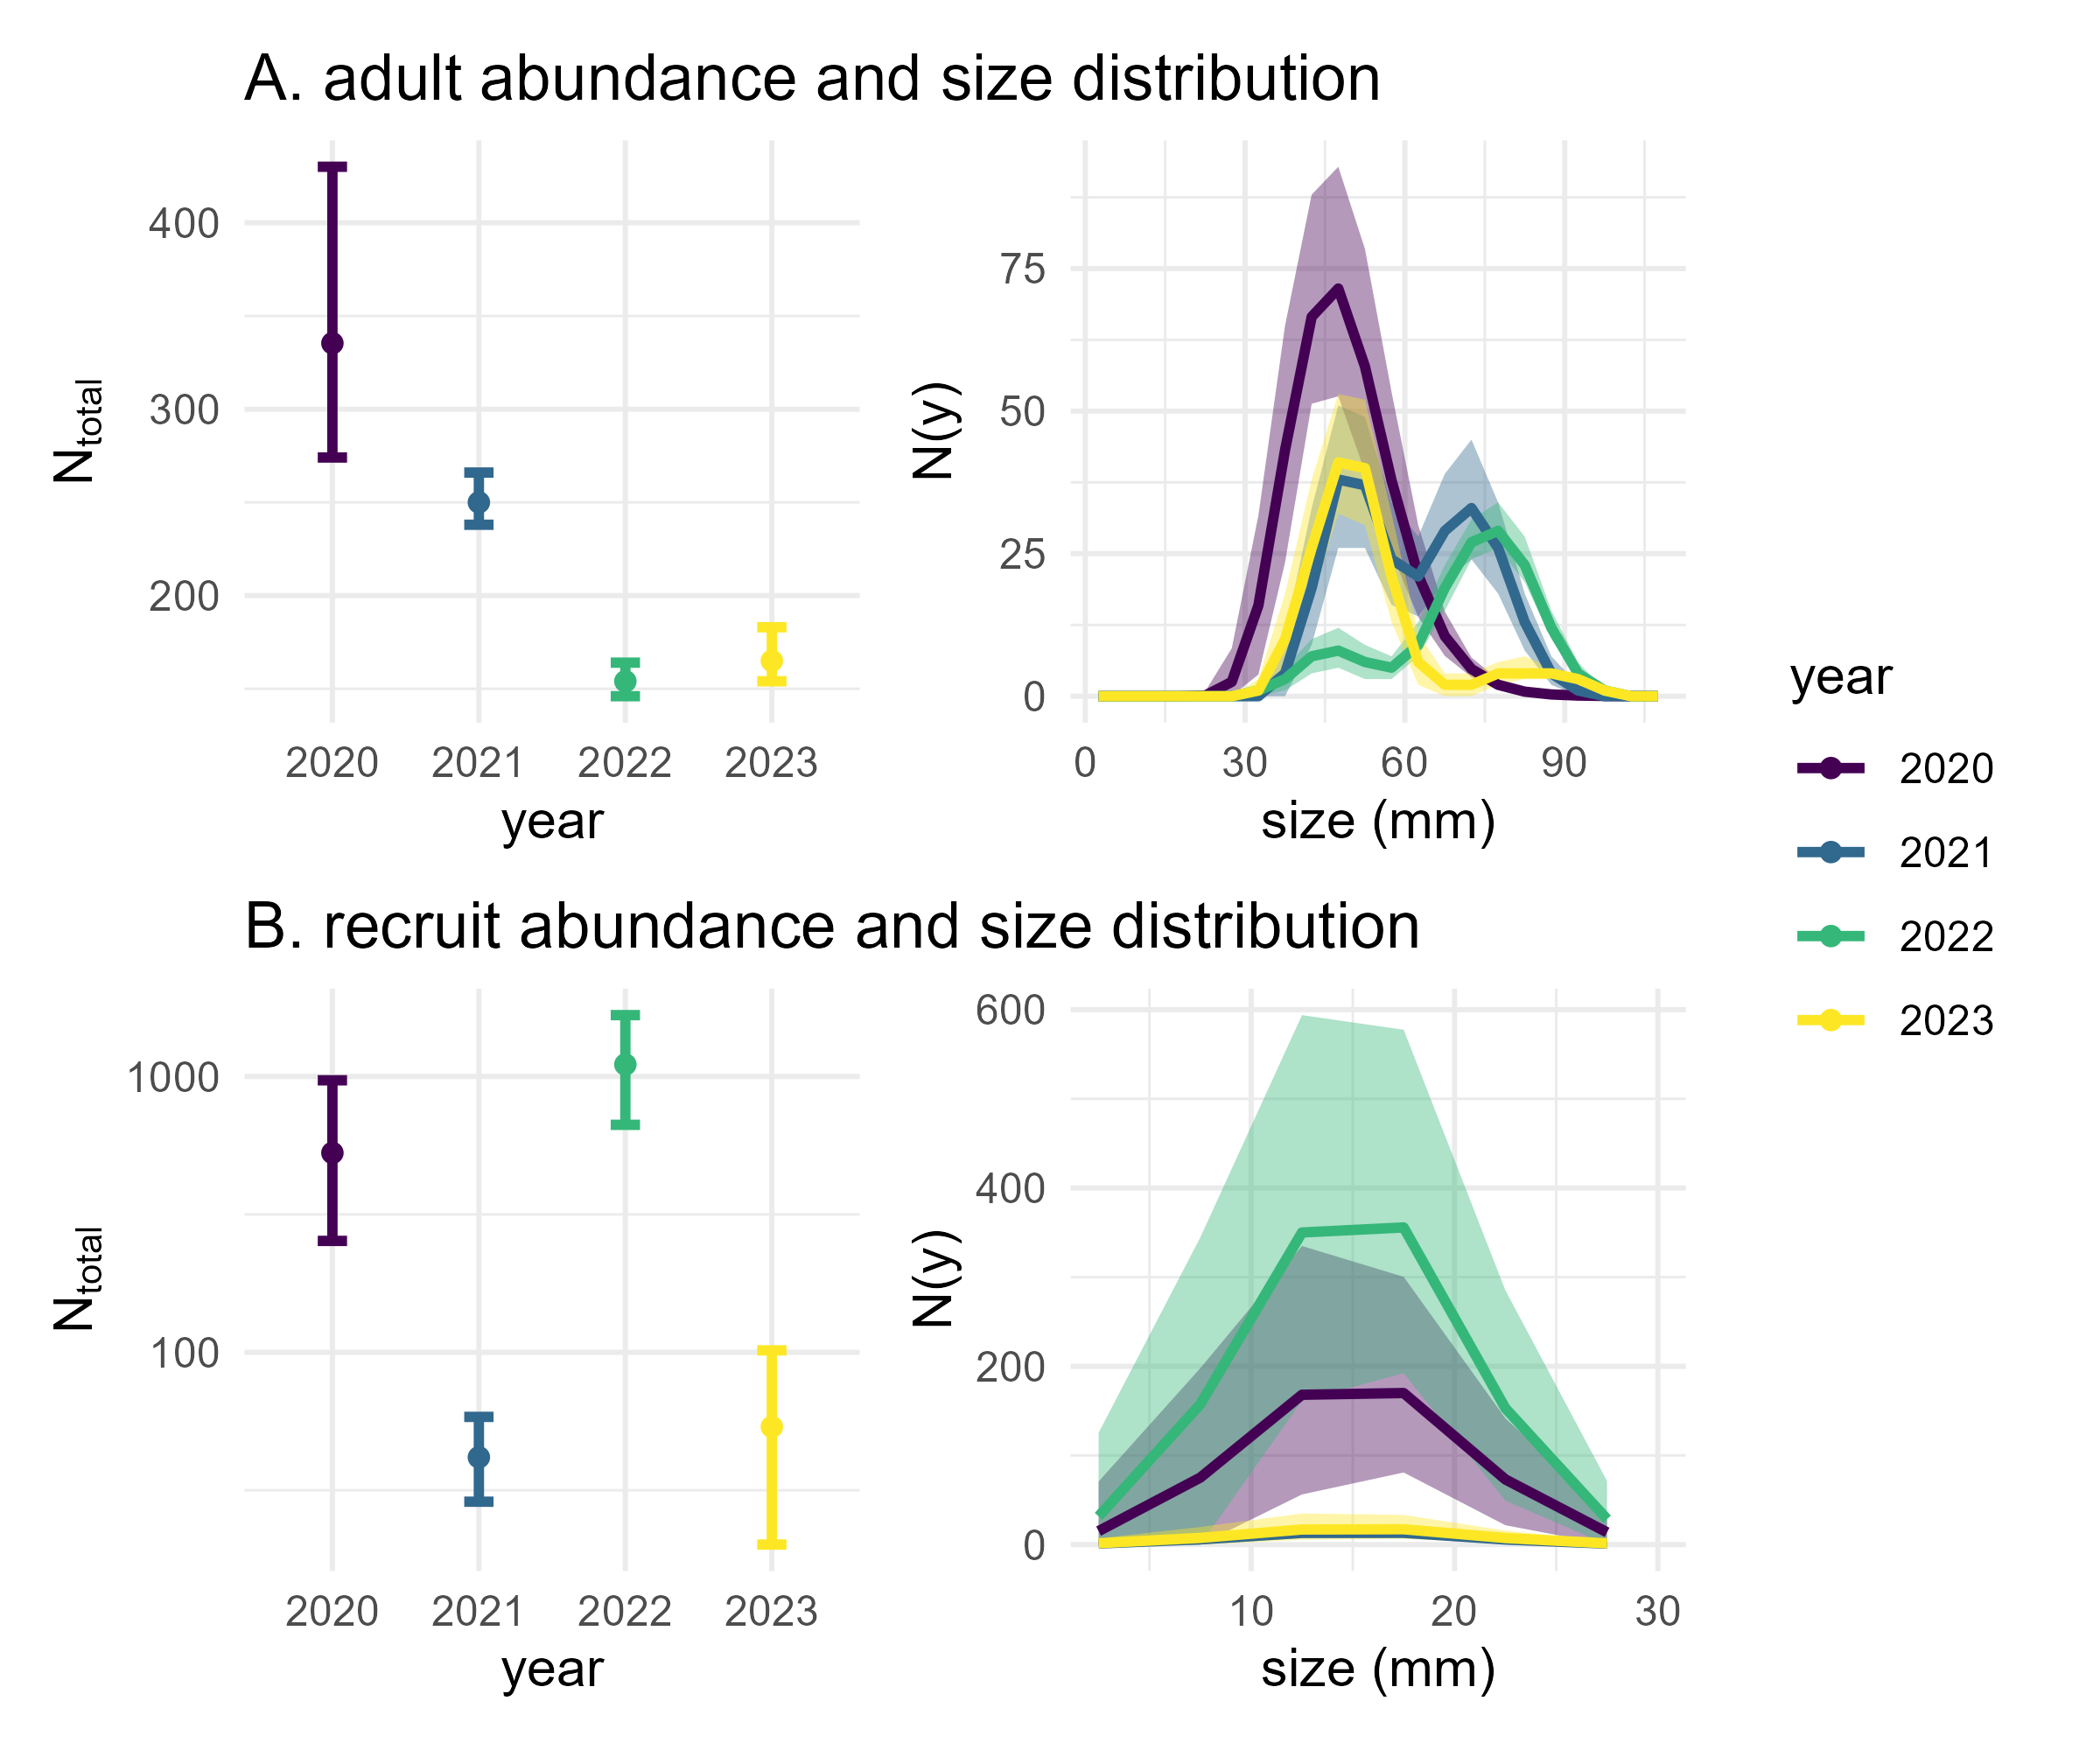 A. adult abundance and size distribution
Ntotal
400
300
200
2020 2021 2022 2023
year
N(y)
75
50
25
0
0 30 60 90
size (mm)
B. recruit abundance and size distribution
Ntotal
1000
100
2020 2021 2022 2023
year
N(y)
600
400
200
0
10 20 30
size (mm)
year
2020
2021
2022
2023